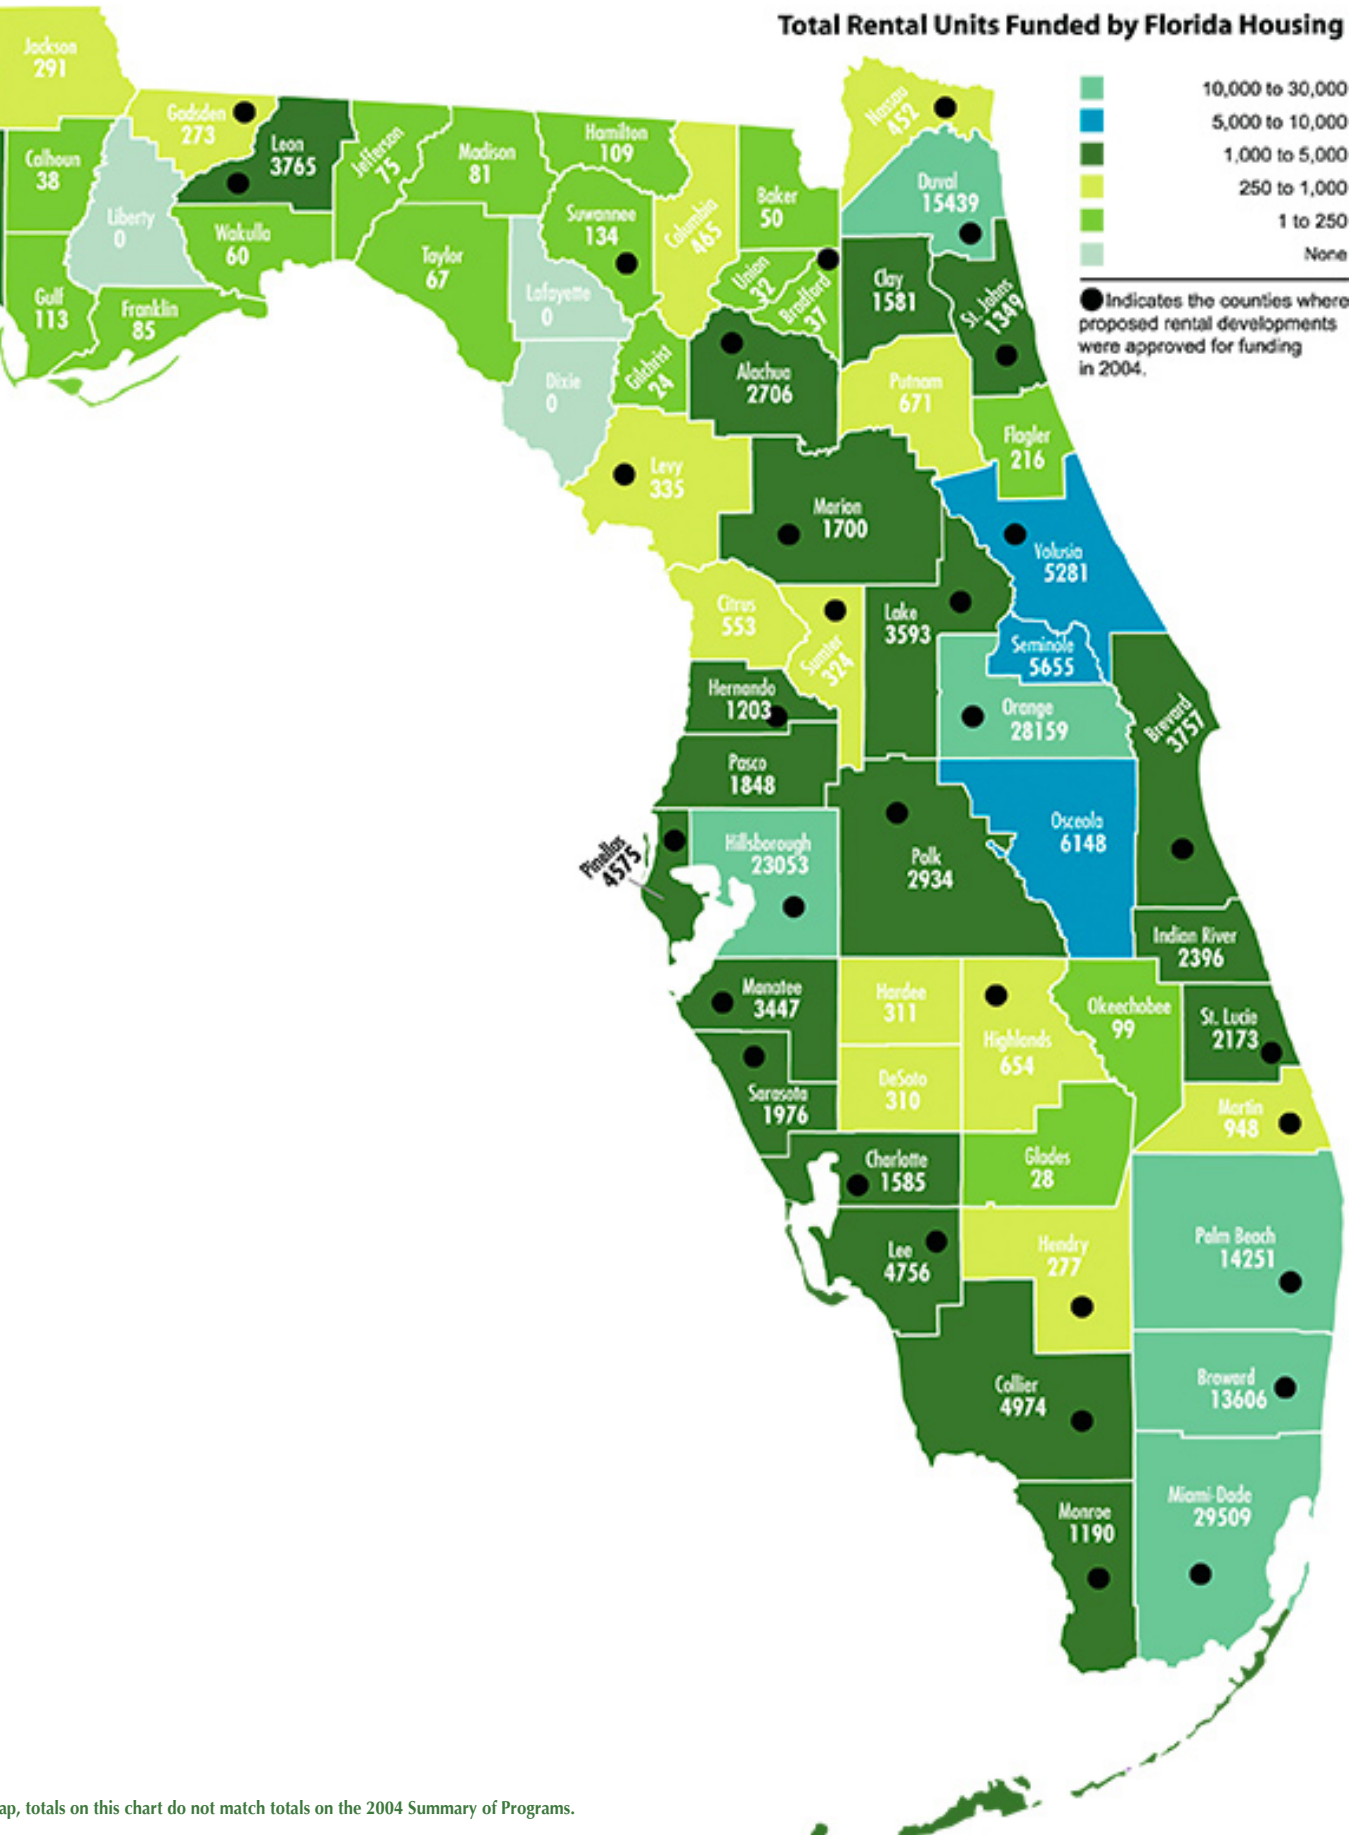 Total Rental Units Funded by Florida Housing
10,000 to 30,000
5,000 to 10,000
1,000 to 5,000
250 to 1,000
1 to 250
None
Indicates the counties where
proposed rental developments
were approved for funding
in 2004.
Jackson
291
Gadsden
273
Leon
3765
Calhoun
38
Liberty
0
Wakulla
60
Gulf
113
Franklin
85
Jefferson
75
Madison
81
Taylor
67
Hamilton
109
Suwannee
134
Lafayette
0
Dixie
0
Columbia
465
Baker
50
Union
32
Bradford
37
Gilchrist
24
Nassau
452
Duval
15439
Clay
1581
St. Johns
1349
Alachua
2706
Putnam
671
Flagler
216
Levy
335
Marion
1700
Volusia
5281
Citrus
553
Sumter
324
Lake
3593
Seminole
5655
Hernando
1203
Orange
28159
Brevard
3757
Pasco
1848
Pinellas
4575
Hillsborough
23053
Polk
2934
Osceola
6148
Indian River
2396
Manatee
3447
Hardee
311
Highlands
654
Okeechobee
99
St. Lucie
2173
Sarasota
1976
DeSoto
310
Martin
948
Charlotte
1585
Glades
28
Lee
4756
Hendry
277
Palm Beach
14251
Collier
4974
Broward
13606
Monroe
1190
Miami-Dade
29509
ap, totals on this chart do not match totals on the 2004 Summary of Programs.